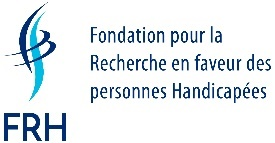 Fondation pour la
Recherche en faveur des
personnes Handicapées
FRH